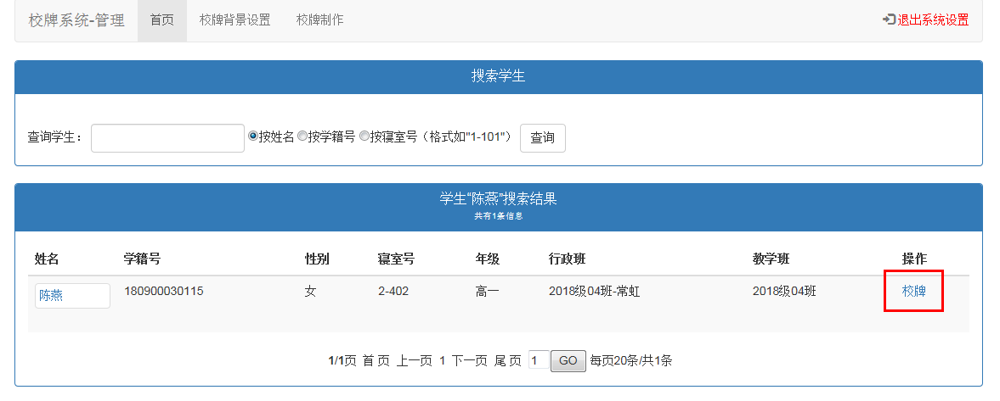 校牌系统-管理 首页 校牌背景设置 校牌制作 退出系统设置
搜索学生
查询学生： 按姓名 按学籍号 按寝室号（格式如"1-101"） 查询
学生“陈燕”搜索结果
共有1条信息
姓名 学籍号 性别 寝室号 年级 行政班 教学班 操作
陈燕 180900030115 女 2-402 高一 2018级04班-常虹 2018级04班 校牌
1/1页 首 页 上一页 1 下一页 尾 页 1 GO 每页20条/共1条